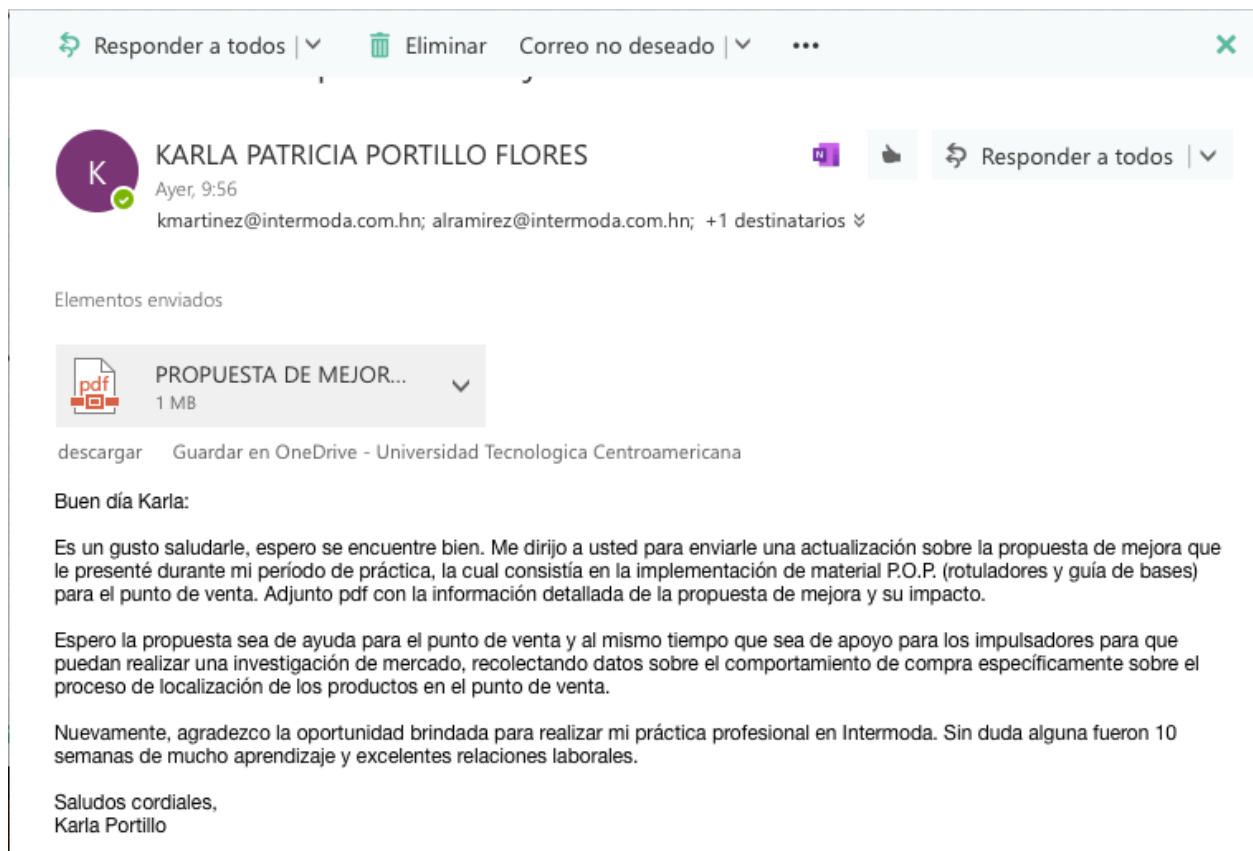 Responder a todos | Eliminar Correo no deseado | ...
K
KARLA PATRICIA PORTILLO FLORES
Responder a todos |
Ayer, 9:56
kmartinez@intermoda.com.hn; alramirez@intermoda.com.hn; +1 destinatarios
Elementos enviados
pdf
PROPUESTA DE MEJOR...
1 MB
descargar Guardar en OneDrive - Universidad Tecnologica Centroamericana
Buen día Karla:
Es un gusto saludarle, espero se encuentre bien. Me dirijo a usted para enviarle una actualización sobre la propuesta de mejora que
le presenté durante mi período de práctica, la cual consistía en la implementación de material P.O.P. (rotuladores y guía de bases)
para el punto de venta. Adjunto pdf con la información detallada de la propuesta de mejora y su impacto.
Espero la propuesta sea de ayuda para el punto de venta y al mismo tiempo que sea de apoyo para los impulsadores para que
puedan realizar una investigación de mercado, recolectando datos sobre el comportamiento de compra específicamente sobre el
proceso de localización de los productos en el punto de venta.
Nuevamente, agradezco la oportunidad brindada para realizar mi práctica profesional en Intermoda. Sin duda alguna fueron 10
semanas de mucho aprendizaje y excelentes relaciones laborales.
Saludos cordiales,
Karla Portillo